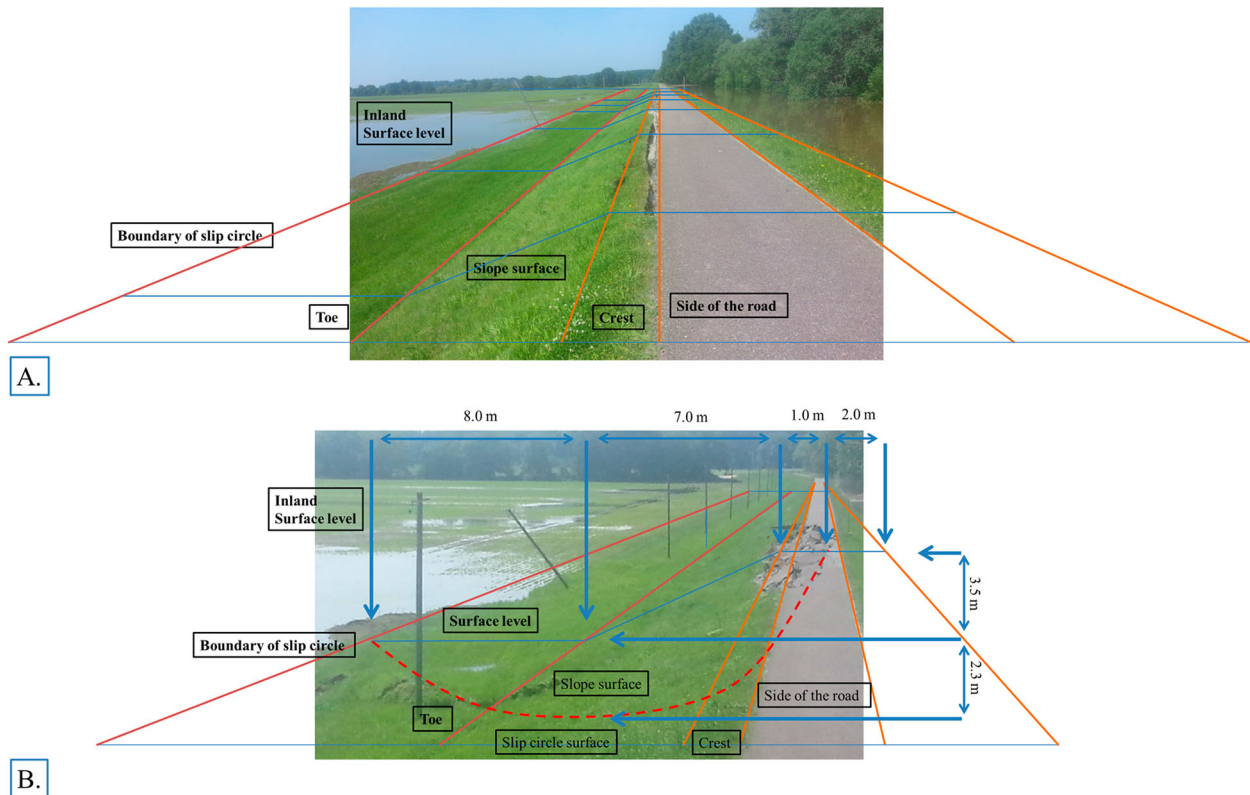 Inland
Surface level
Boundary of slip circle
Slope surface
Toe
Crest
Side of the road
A.
8.0 m
7.0 m
1.0 m
2.0 m
Inland
Surface level
3.5 m
Surface level
Boundary of slip circle
2.3 m
Slope surface
Side of the road
Toe
Slip circle surface
Crest
B.